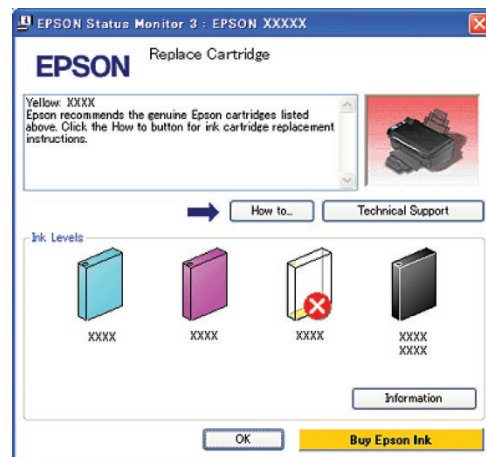 EPSON Status Monitor 3 : EPSON XXXXX
EPSON
Replace Cartridge
Yellow: XXXX
Epson recommends the genuine Epson cartridges listed
above. Click the How to button for ink cartridge replacement
instructions.
How to...
Technical Support
Ink Levels
XXXX
XXXX
XXXX
XXXX
XXXX
Information
OK
Buy Epson Ink